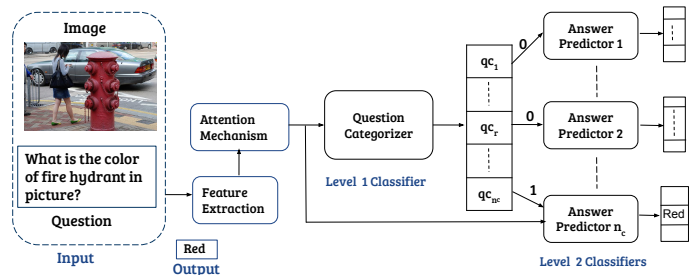 Image
What is the color
of fire hydrant in
picture?
Question
Input
Attention
Mechanism
Feature
Extraction
Red
Output
Question
Categorizer
Level 1 Classifier
qc1
qcr
qcnc
0
0
1
Answer
Predictor 1
Answer
Predictor 2
Answer
Predictor nc
Red
Level 2 Classifiers